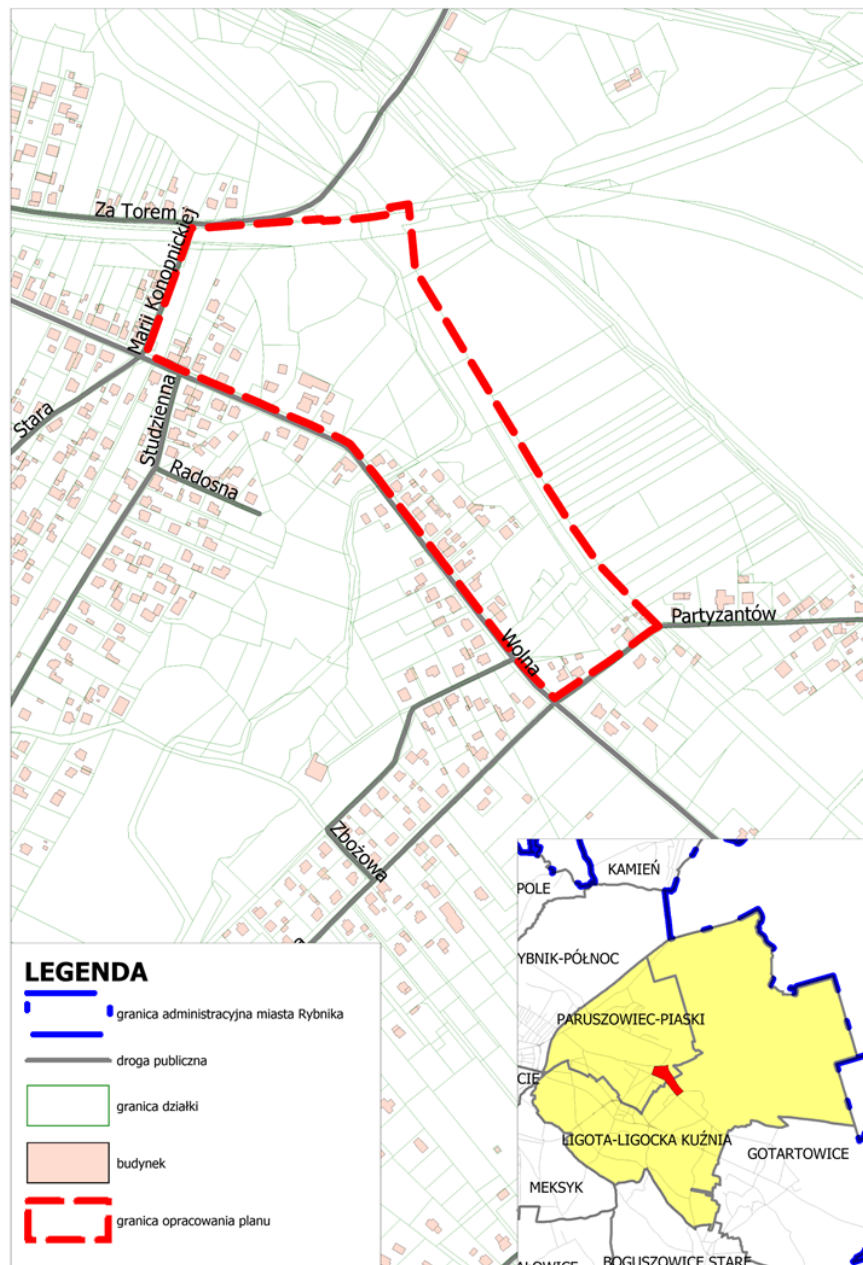 Za Torem
Marii Konopnickiej
Stara
Studzienna
Radosna
Wolna
Partyzantów
Zbożowa
LEGENDA
granica administracyjna miasta Rybnika
droga publiczna
granica działki
budynek
granica opracowania planu
KAMIEŃ
POLE
YBNIK-PÓŁNOC
PARUSZOWIEC-PIASKI
CIE
LIGOTA-LIGOCKA KUŹNIA
GOTARTOWICE
MEKSYK
BOGUSZOWICE STARE